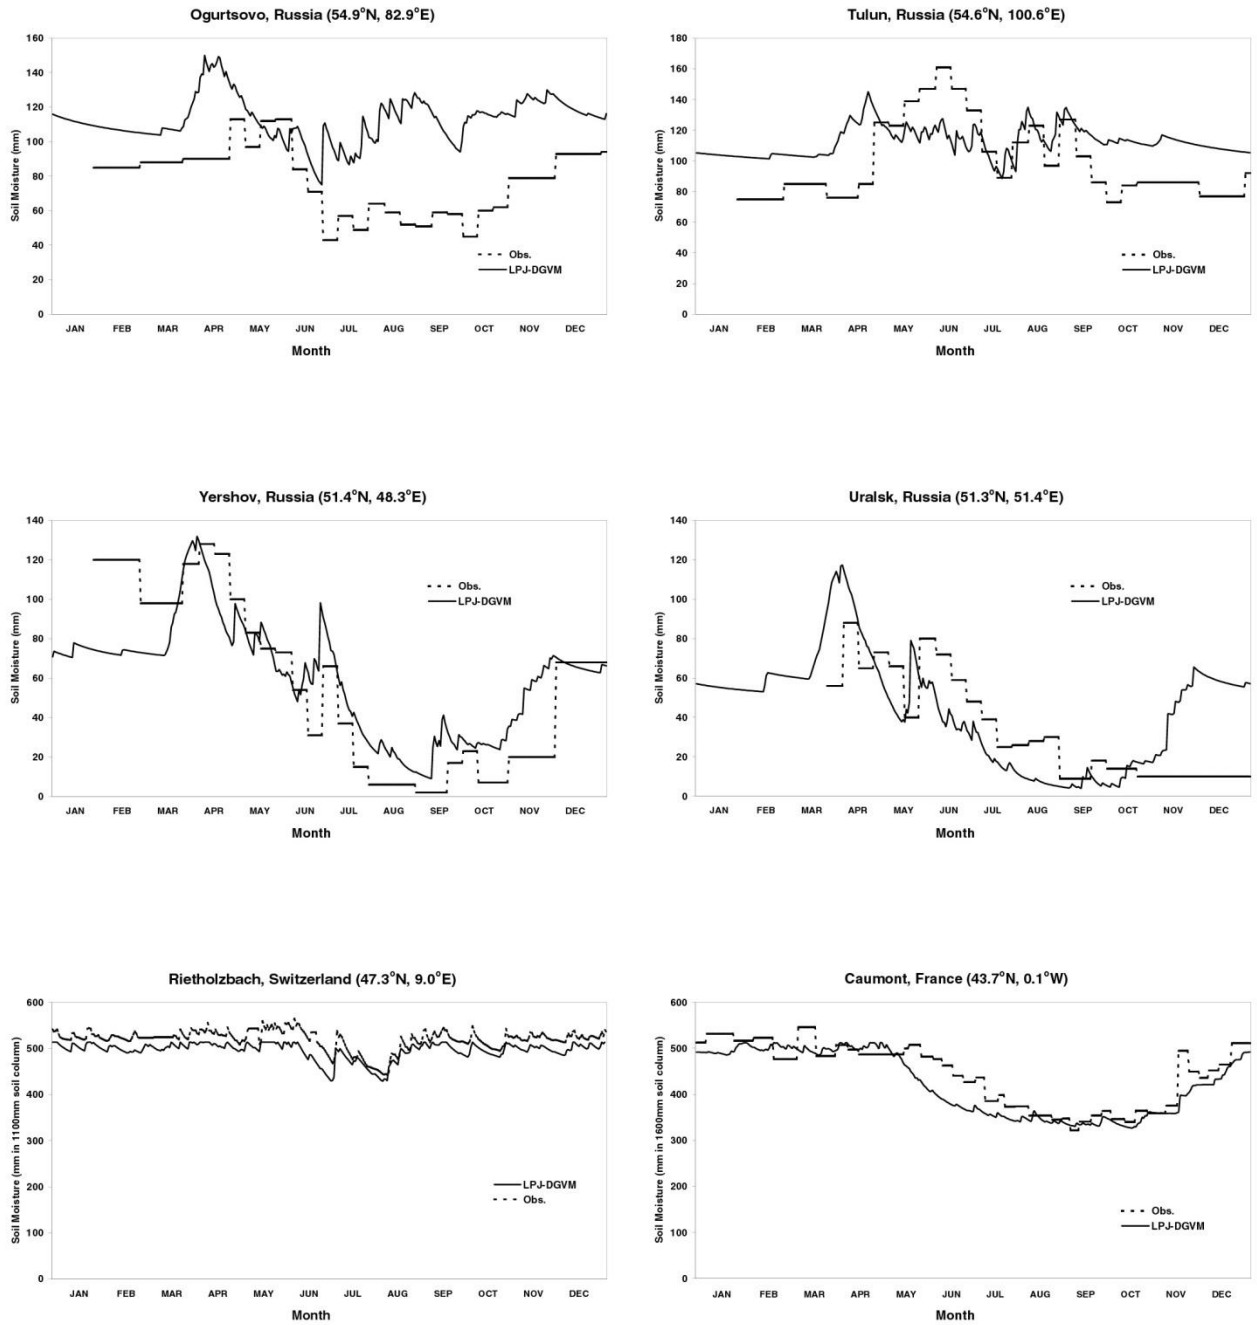 Ogurtsovo, Russia (54.9°N, 82.9°E)
160
140
120
100
80
60
40
20
0
Soil Moisture (mm)
Obs.
LPJ-DGVM
JAN FEB MAR APR MAY JUN JUL AUG SEP OCT NOV DEC
Month
Tulun, Russia (54.6°N, 100.6°E)
180
160
140
120
100
80
60
40
20
0
Soil Moisture (mm)
Obs.
LPJ-DGVM
JAN FEB MAR APR MAY JUN JUL AUG SEP OCT NOV DEC
Month
Yershov, Russia (51.4°N, 48.3°E)
140
120
100
80
60
40
20
0
Soil Moisture (mm)
Obs.
LPJ-DGVM
JAN FEB MAR APR MAY JUN JUL AUG SEP OCT NOV DEC
Month
Uralsk, Russia (51.3°N, 51.4°E)
140
120
100
80
60
40
20
0
Soil Moisture (mm)
Obs.
LPJ-DGVM
JAN FEB MAR APR MAY JUN JUL AUG SEP OCT NOV DEC
Month
Rietholzbach, Switzerland (47.3°N, 9.0°E)
600
500
400
300
200
100
0
Soil Moisture (mm in 1100mm soil column)
LPJ-DGVM
Obs.
JAN FEB MAR APR MAY JUN JUL AUG SEP OCT NOV DEC
Month
Caumont, France (43.7°N, 0.1°W)
600
500
400
300
200
100
0
Soil Moisture (mm in 1600mm soil column)
Obs.
LPJ-DGVM
JAN FEB MAR APR MAY JUN JUL AUG SEP OCT NOV DEC
Month